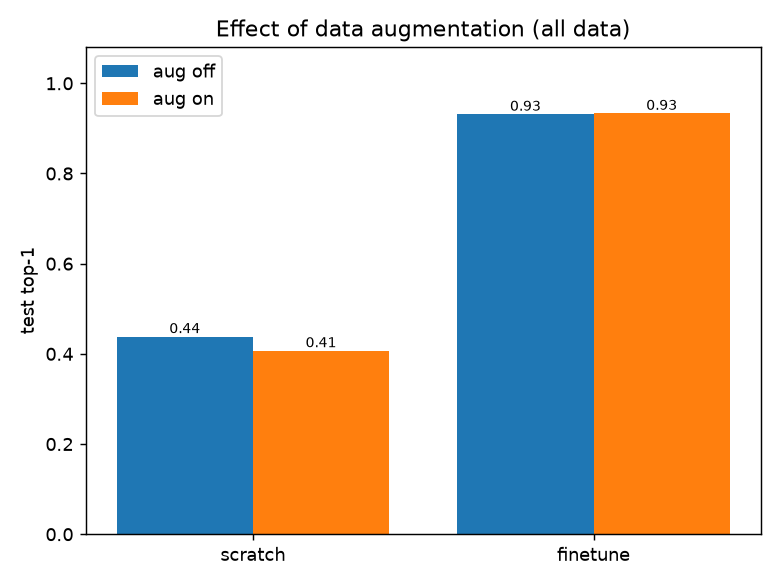 Effect of data augmentation (all data)
aug off
aug on
test top-1
1.0
0.8
0.6
0.4
0.2
0.0
0.44
0.41
0.93
0.93
scratch
finetune